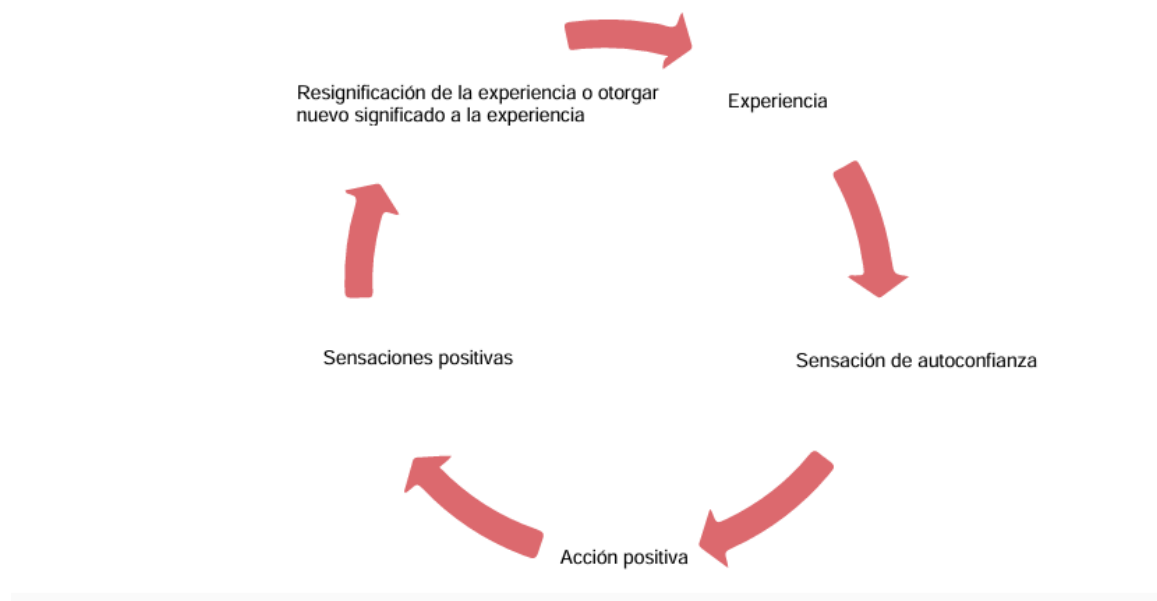 Resignificación de la experiencia o otorgar
nuevo significado a la experiencia
Experiencia
Sensaciones positivas
Sensación de autoconfianza
Acción positiva